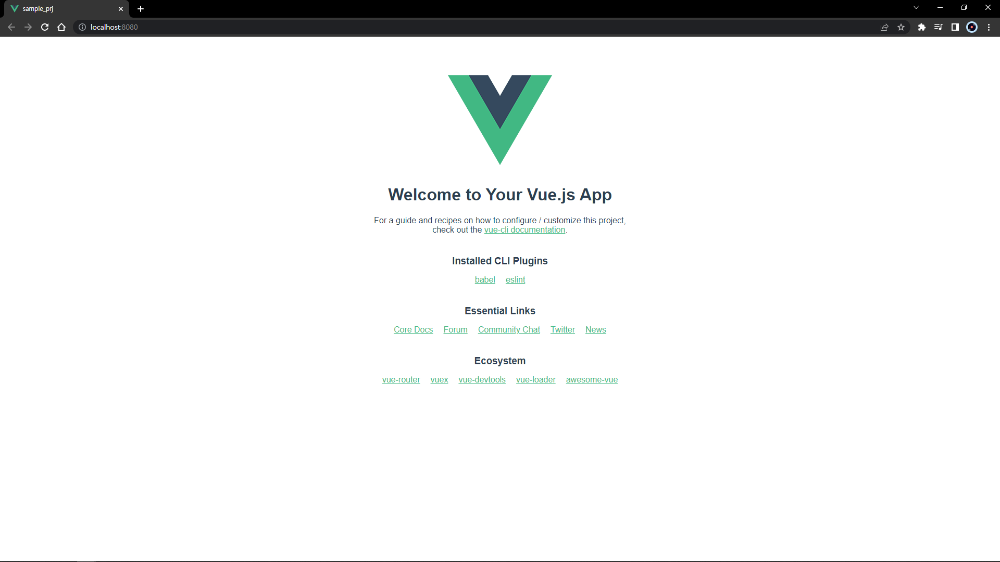 sample_prj
localhost:8080
Welcome to Your Vue.js App
For a guide and recipes on how to configure / customize this project,
check out the vue-cli documentation.
Installed CLI Plugins
babel eslint
Essential Links
Core Docs Forum Community Chat Twitter News
Ecosystem
vue-router vuex vue-devtools vue-loader awesome-vue